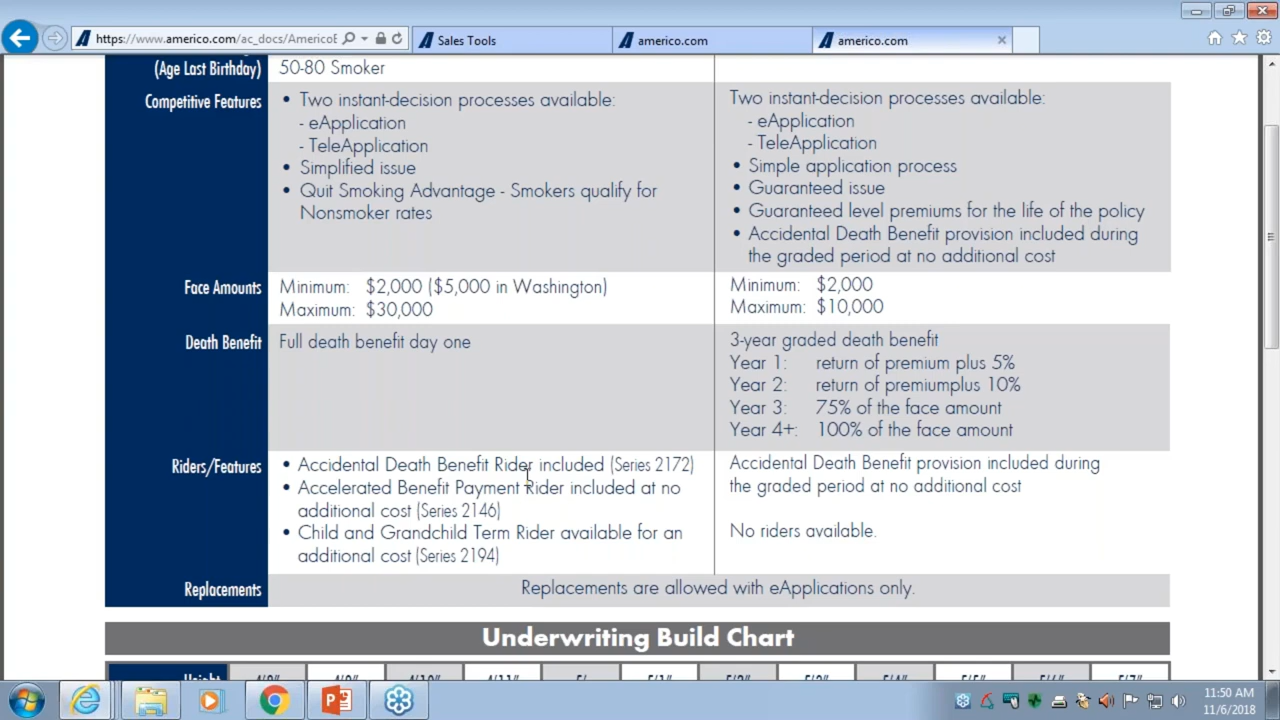 https://www.americo.com/ac_docs/AmericoE
Sales Tools
americo.com
americo.com
(Age Last Birthday)
50-80 Smoker
Competitive Features
• Two instant-decision processes available:
- eApplication
- TeleApplication
• Simplified issue
• Quit Smoking Advantage - Smokers qualify for
Nonsmoker rates
Two instant-decision processes available:
- eApplication
- TeleApplication
• Simple application process
• Guaranteed issue
• Guaranteed level premiums for the life of the policy
• Accidental Death Benefit provision included during
the graded period at no additional cost
Face Amounts
Minimum: $2,000 ($5,000 in Washington)
Maximum: $30,000
Minimum: $2,000
Maximum: $10,000
Death Benefit
Full death benefit day one
3-year graded death benefit
Year 1: return of premium plus 5%
Year 2: return of premiumplus 10%
Year 3: 75% of the face amount
Year 4+: 100% of the face amount
Riders/Features
• Accidental Death Benefit Rider included (Series 2172)
• Accelerated Benefit Payment Rider included at no
additional cost (Series 2146)
• Child and Grandchild Term Rider available for an
additional cost (Series 2194)
Accidental Death Benefit provision included during
the graded period at no additional cost
No riders available.
Replacements
Replacements are allowed with eApplications only.
Underwriting Build Chart
11:50 AM
11/6/2018